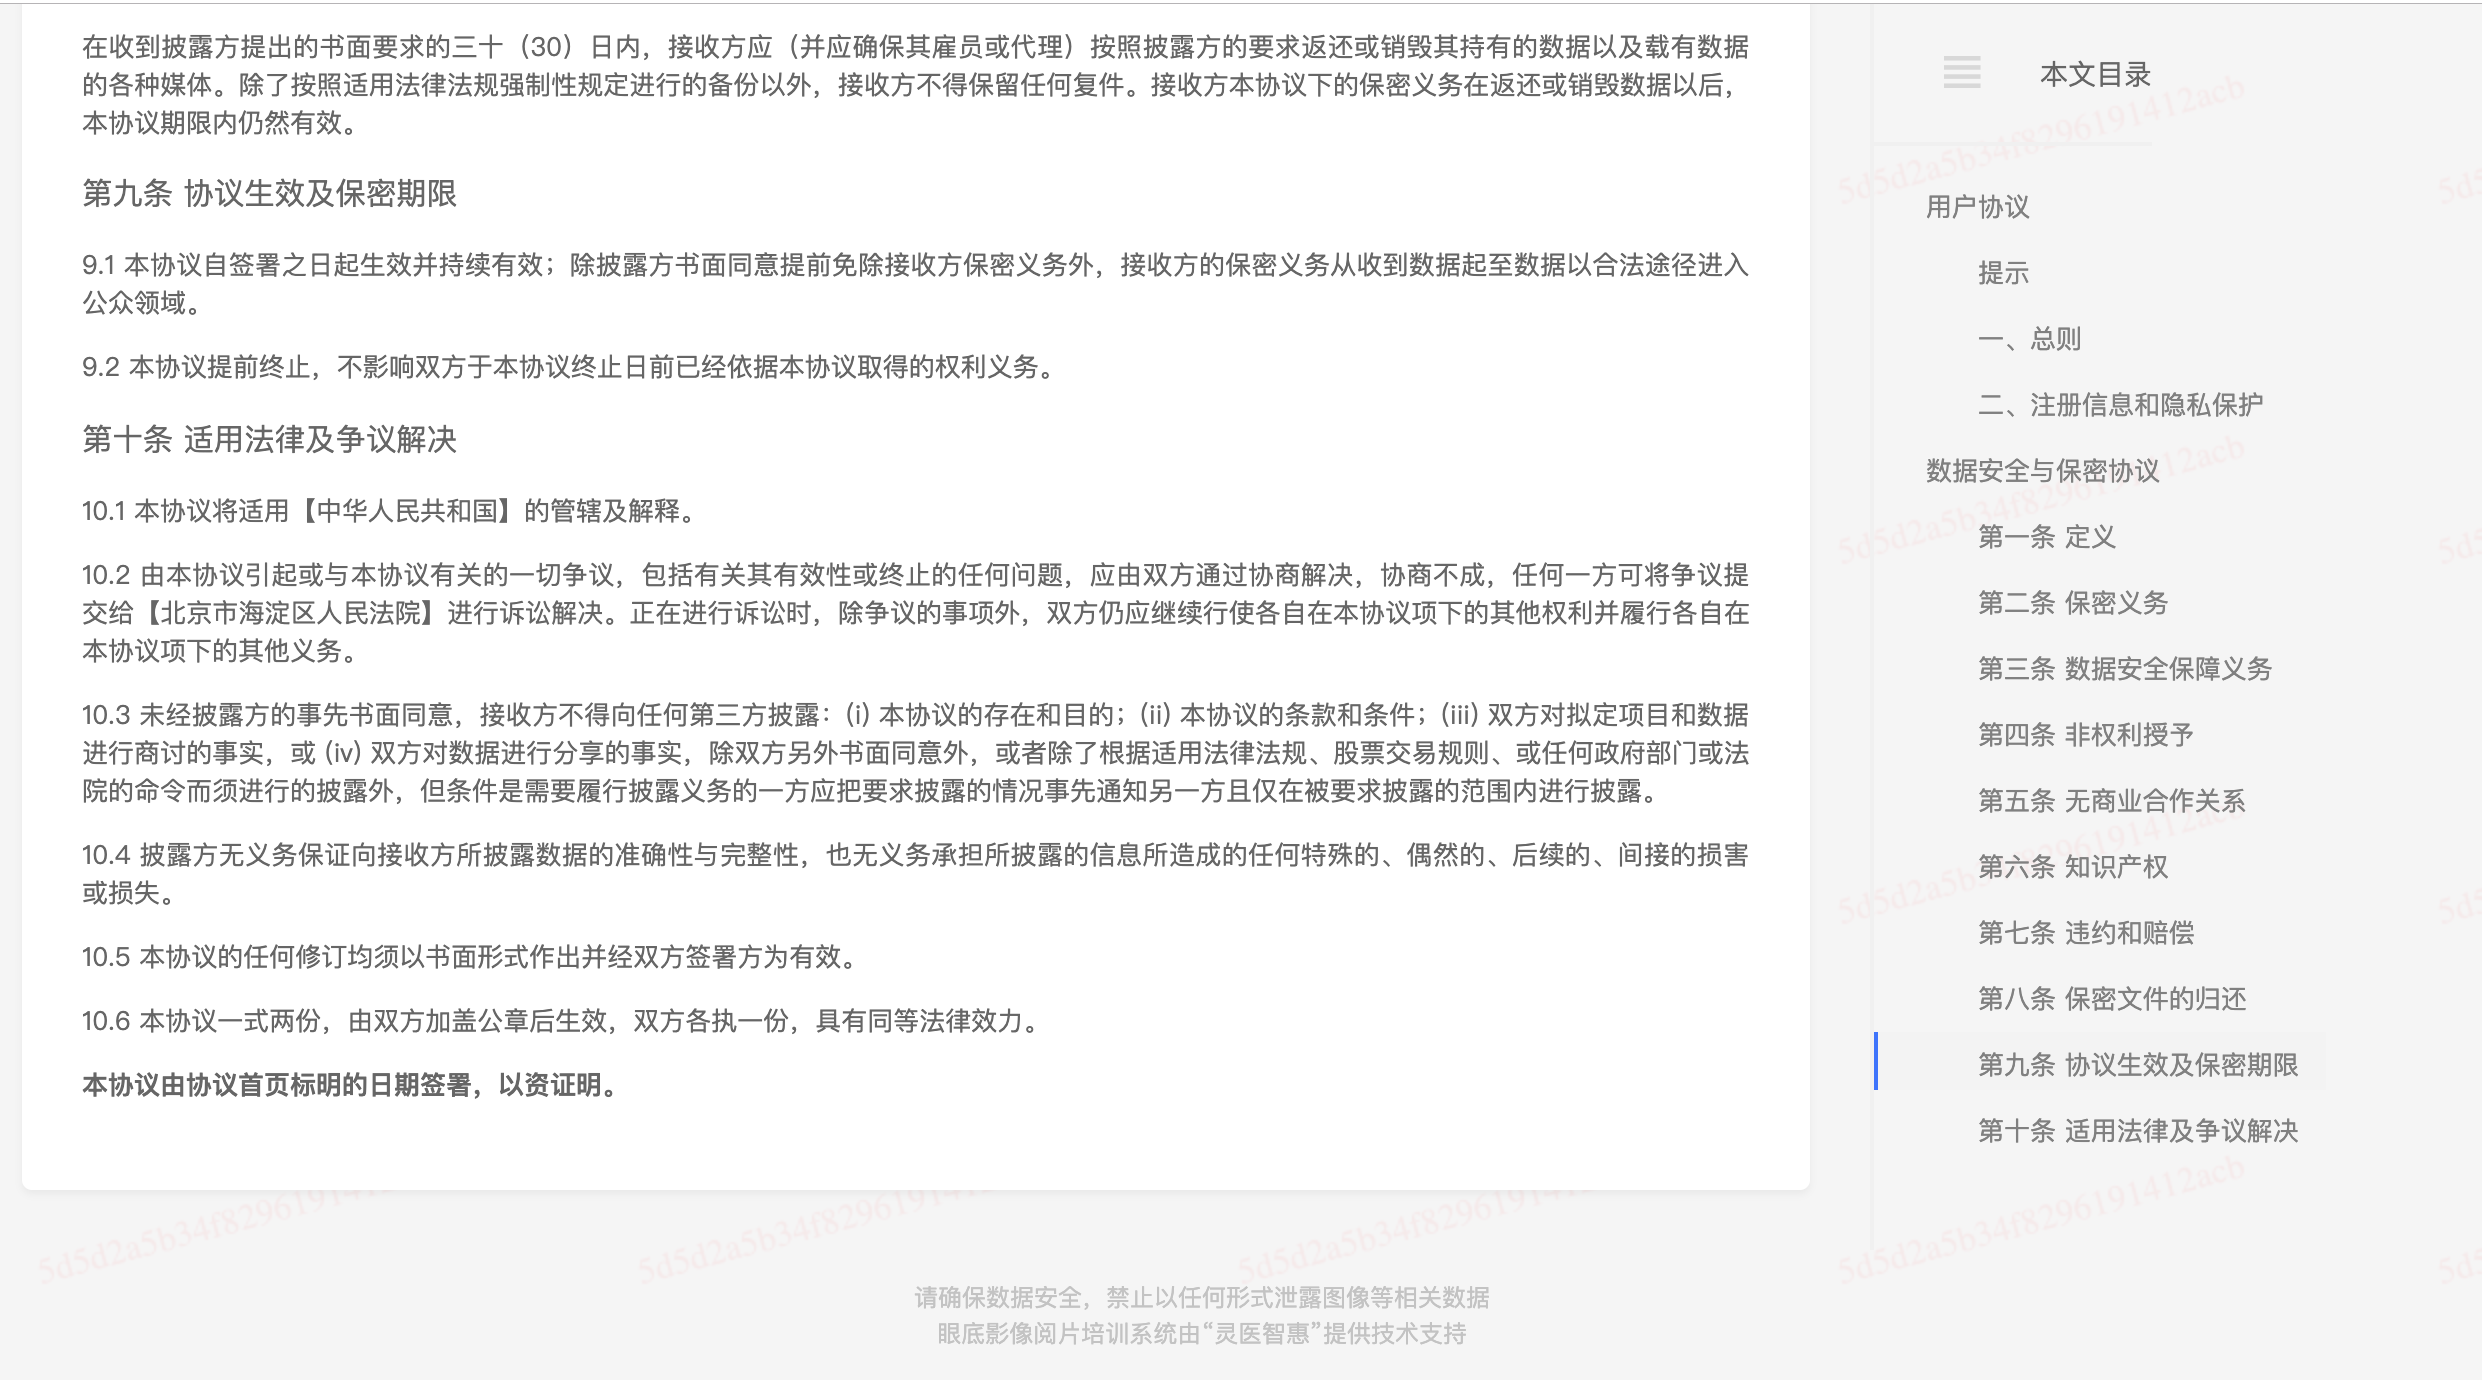 在收到披露方提出的书面要求的三十（30）日内，接收方应（并应确保其雇员或代理）按照披露方的要求返还或销毁其持有的数据以及载有数据
的各种媒体。除了按照适用法律法规强制性规定进行的备份以外，接收方不得保留任何复件。接收方本协议下的保密义务在返还或销毁数据以后，
本协议期限内仍然有效。
第九条 协议生效及保密期限
9.1 本协议自签署之日起生效并持续有效；除披露方书面同意提前免除接收方保密义务外，接收方的保密义务从收到数据起至数据以合法途径进入
公众领域。
9.2 本协议提前终止，不影响双方于本协议终止日前已经依据本协议取得的权利义务。
第十条 适用法律及争议解决
10.1 本协议将适用【中华人民共和国】的管辖及解释。
10.2 由本协议引起或与本协议有关的一切争议，包括有关其有效性或终止的任何问题，应由双方通过协商解决，协商不成，任何一方可将争议提
交给【北京市海淀区人民法院】进行诉讼解决。正在进行诉讼时，除争议的事项外，双方仍应继续行使各自在本协议项下的其他权利并履行各自在
本协议项下的其他义务。
10.3 未经披露方的事先书面同意，接收方不得向任何第三方披露：(i) 本协议的存在和目的；(ii) 本协议的条款和条件；(iii) 双方对拟定项目和数据
进行商讨的事实，或 (iv) 双方对数据进行分享的事实，除双方另外书面同意外，或者除了根据适用法律法规、股票交易规则、或任何政府部门或法
院的命令而须进行的披露外，但条件是需要履行披露义务的一方应把要求披露的情况事先通知另一方且仅在被要求披露的范围内进行披露。
10.4 披露方无义务保证向接收方所披露数据的准确性与完整性，也无义务承担所披露的信息所造成的任何特殊的、偶然的、后续的、间接的损害
或损失。
10.5 本协议的任何修订均须以书面形式作出并经双方签署方为有效。
10.6 本协议一式两份，由双方加盖公章后生效，双方各执一份，具有同等法律效力。
本协议由协议首页标明的日期签署，以资证明。
本文目录
用户协议
提示
一、总则
二、注册信息和隐私保护
数据安全与保密协议
第一条 定义
第二条 保密义务
第三条 数据安全保障义务
第四条 非权利授予
第五条 无商业合作关系
第六条 知识产权
第七条 违约和赔偿
第八条 保密文件的归还
第九条 协议生效及保密期限
第十条 适用法律及争议解决
5d5d2a5b34f8296191412acb
5d5d2a5b34f8296191412acb
5d5d2a5b34f8296191412acb
5d5d2a5b34f8296191412acb
请确保数据安全，禁止以任何形式泄露图像等相关数据
眼底影像阅片培训系统由“灵医智惠”提供技术支持